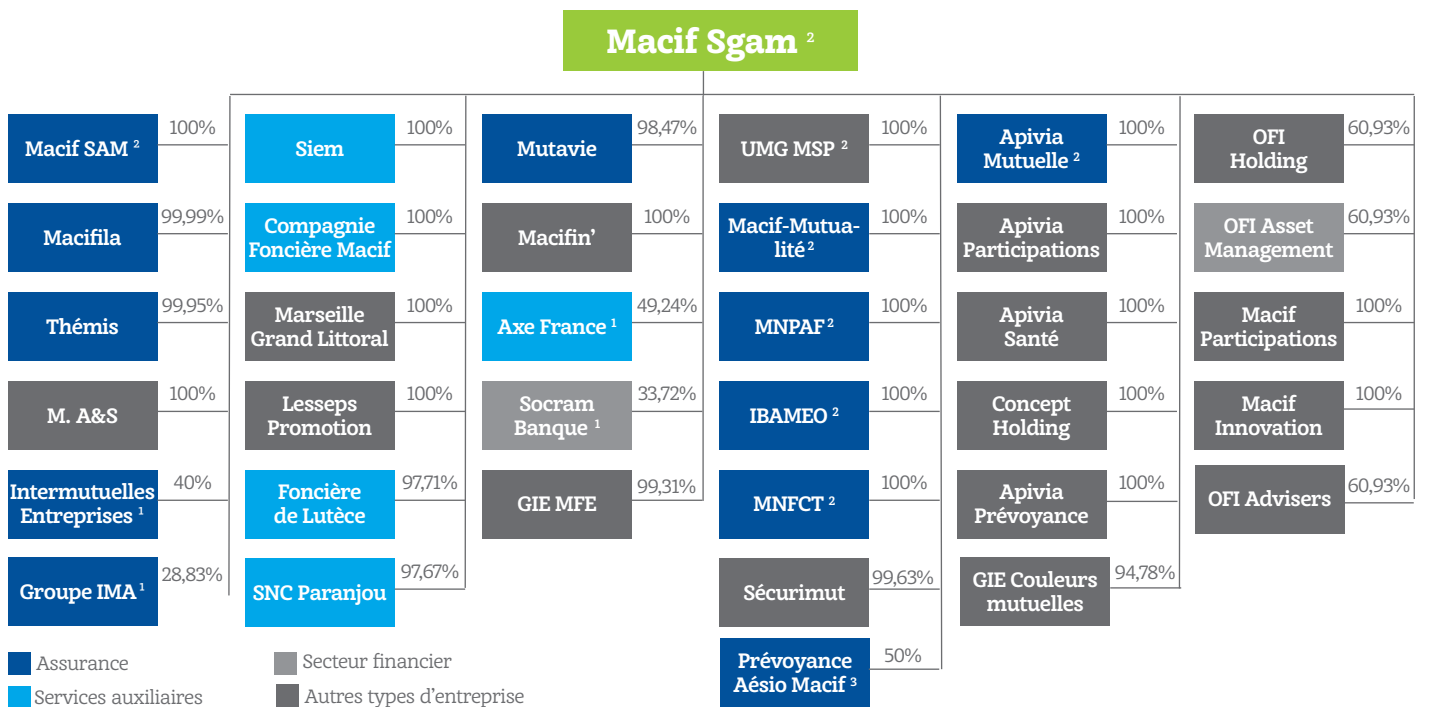 Macif Sgam ²
Macif SAM ²
100%
Macifila
99,99%
Thémis
99,95%
M. A&S
100%
Intermutuelles
Entreprises ¹
40%
Groupe IMA ¹
28,83%
Siem
100%
Compagnie
Foncière Macif
100%
Marseille
Grand Littoral
100%
Lesseps
Promotion
100%
Foncière
de Lutèce
97,71%
SNC Paranjou
97,67%
Mutavie
98,47%
Macifin’
100%
Axe France ¹
49,24%
Socram
Banque ¹
33,72%
GIE MFE
99,31%
UMG MSP ²
100%
Macif-Mutua-
lité ²
100%
MNPAF ²
100%
IBAMEO ²
100%
MNFCT ²
100%
Sécurimut
99,63%
Prévoyance
Aésio Macif ³
50%
Apivia
Mutuelle ²
100%
Apivia
Participations
100%
Apivia
Santé
100%
Concept
Holding
100%
Apivia
Prévoyance
100%
GIE Couleurs
mutuelles
94,78%
OFI
Holding
60,93%
OFI Asset
Management
60,93%
Macif
Participations
100%
Macif
Innovation
100%
OFI Advisers
60,93%
Assurance
Services auxiliaires
Secteur financier
Autres types d’entreprise